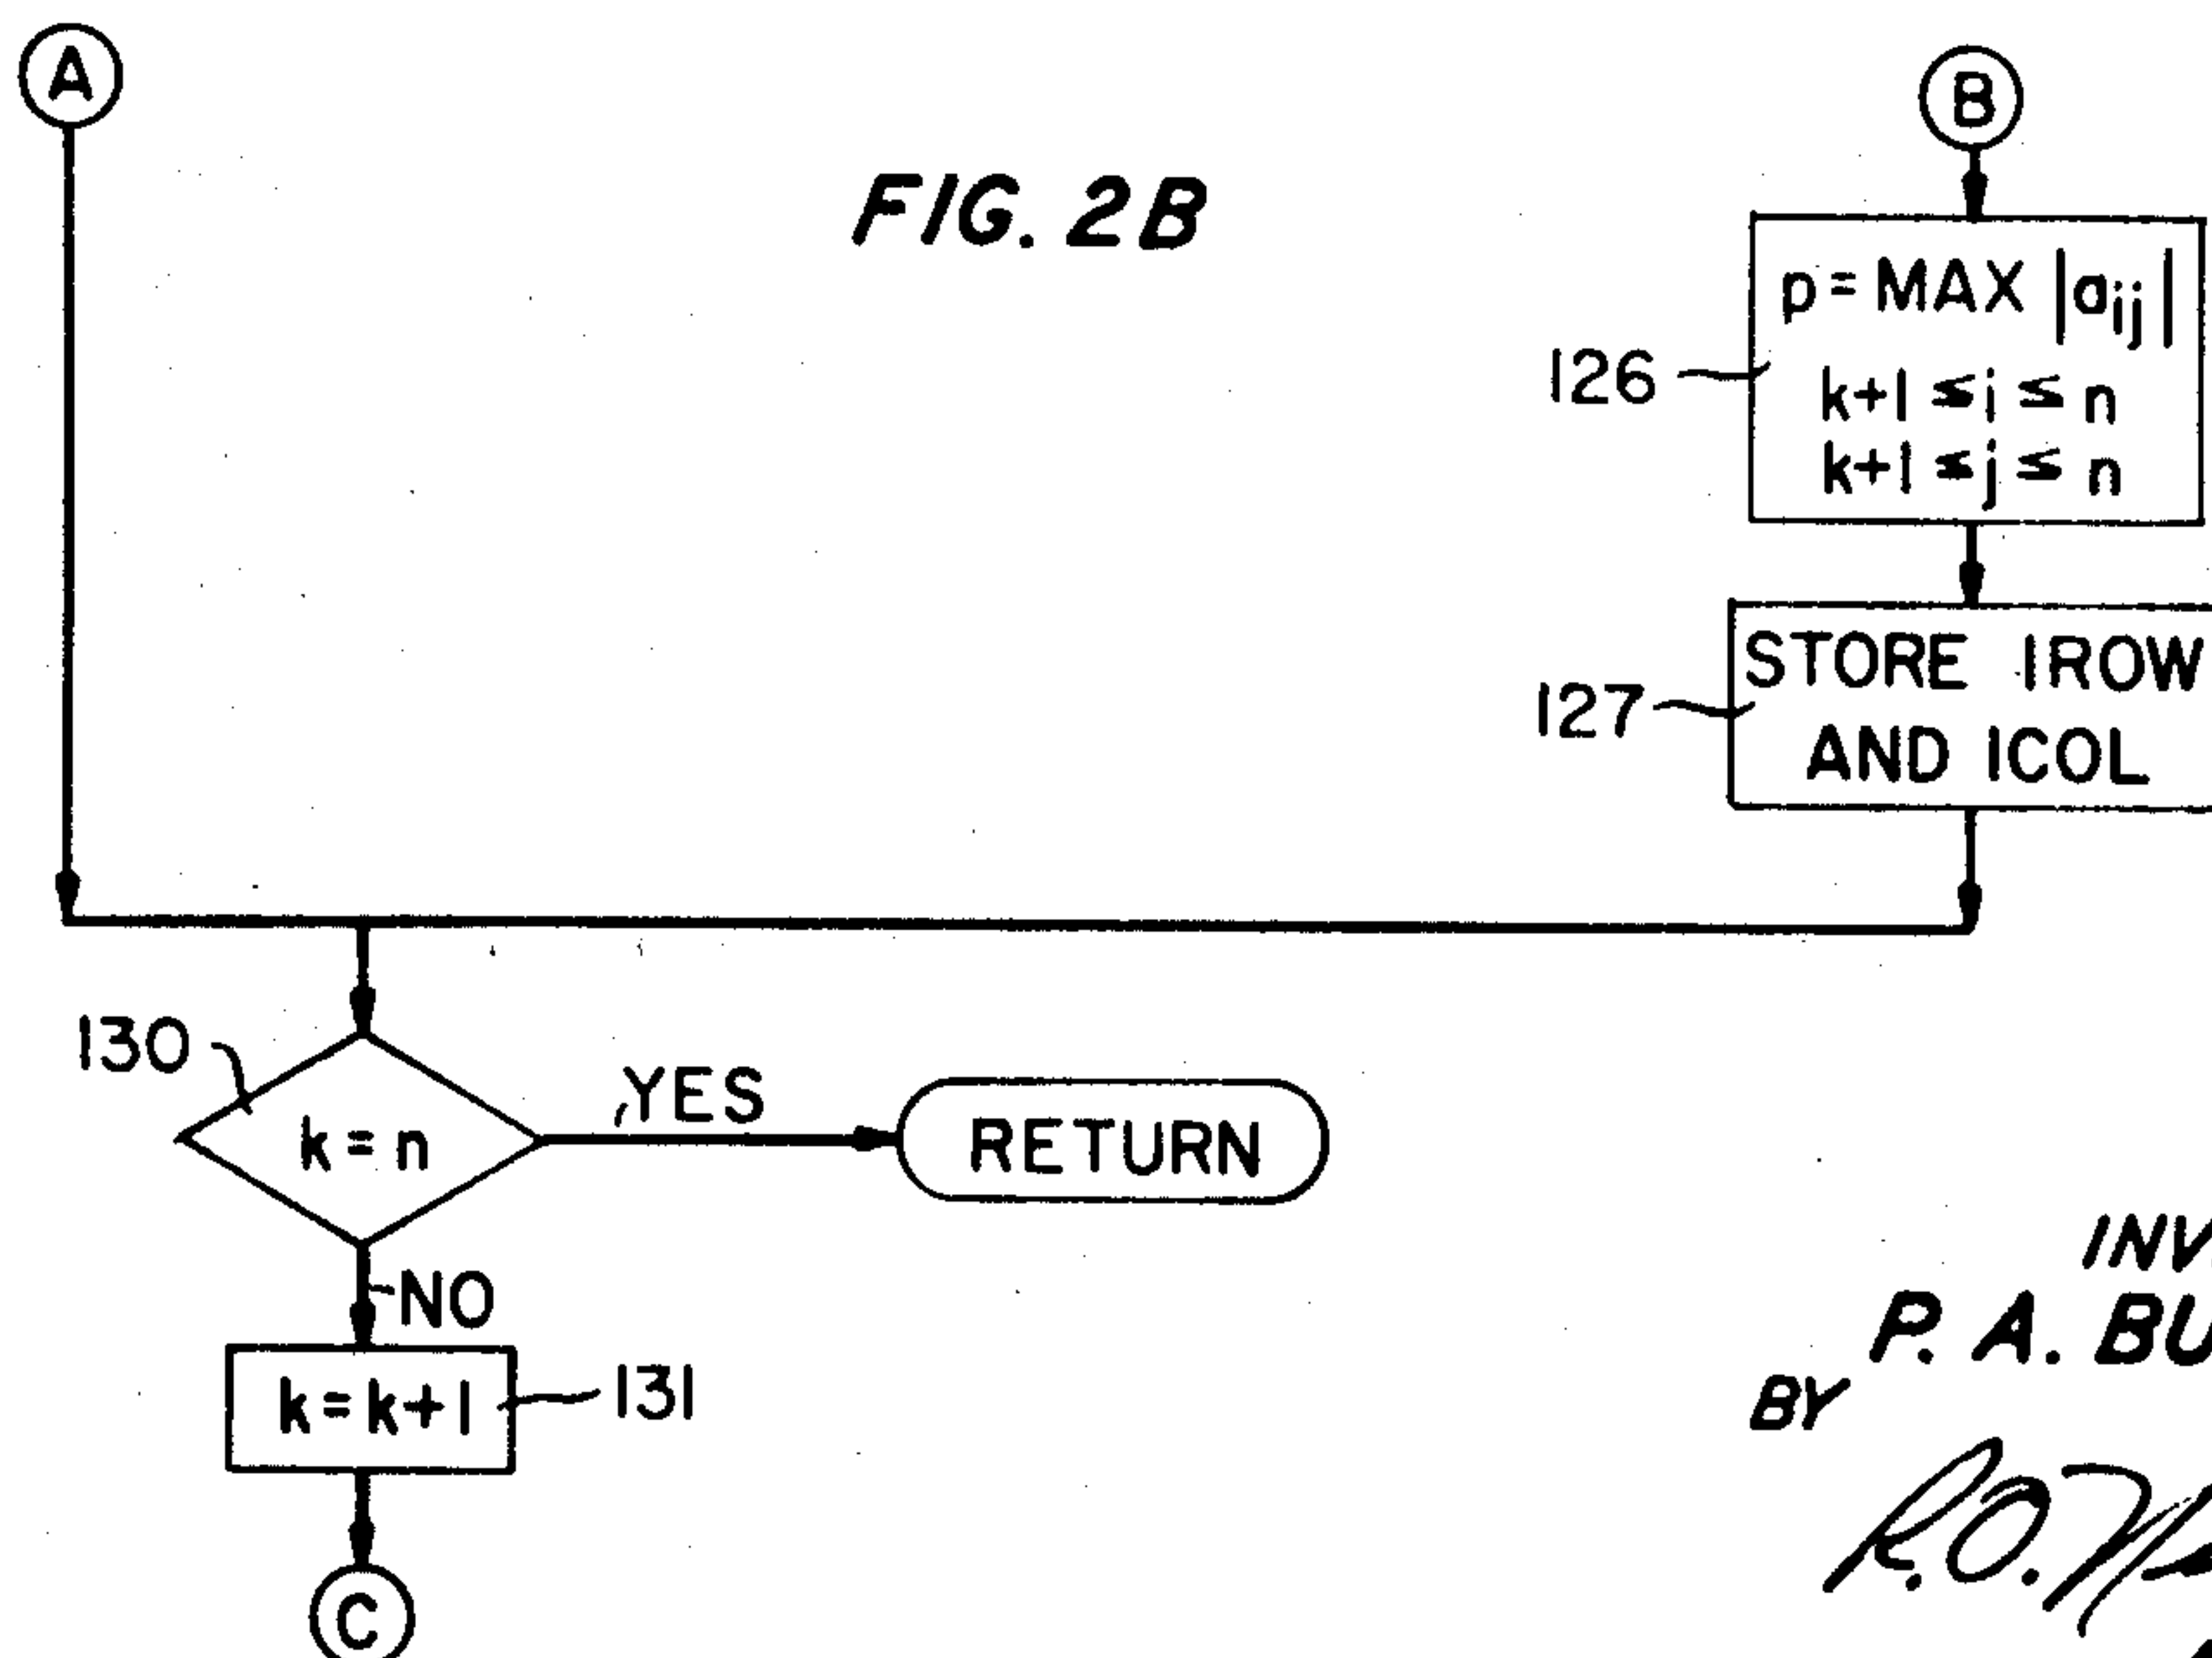 A
B
FIG. 2B
p = MAX |aij|
k+1 ≤ i ≤ n
k+1 ≤ j ≤ n
126
STORE IROW
AND ICOL
127
130
k = n
YES
RETURN
NO
k = k+1
131
C
P. A.
BY